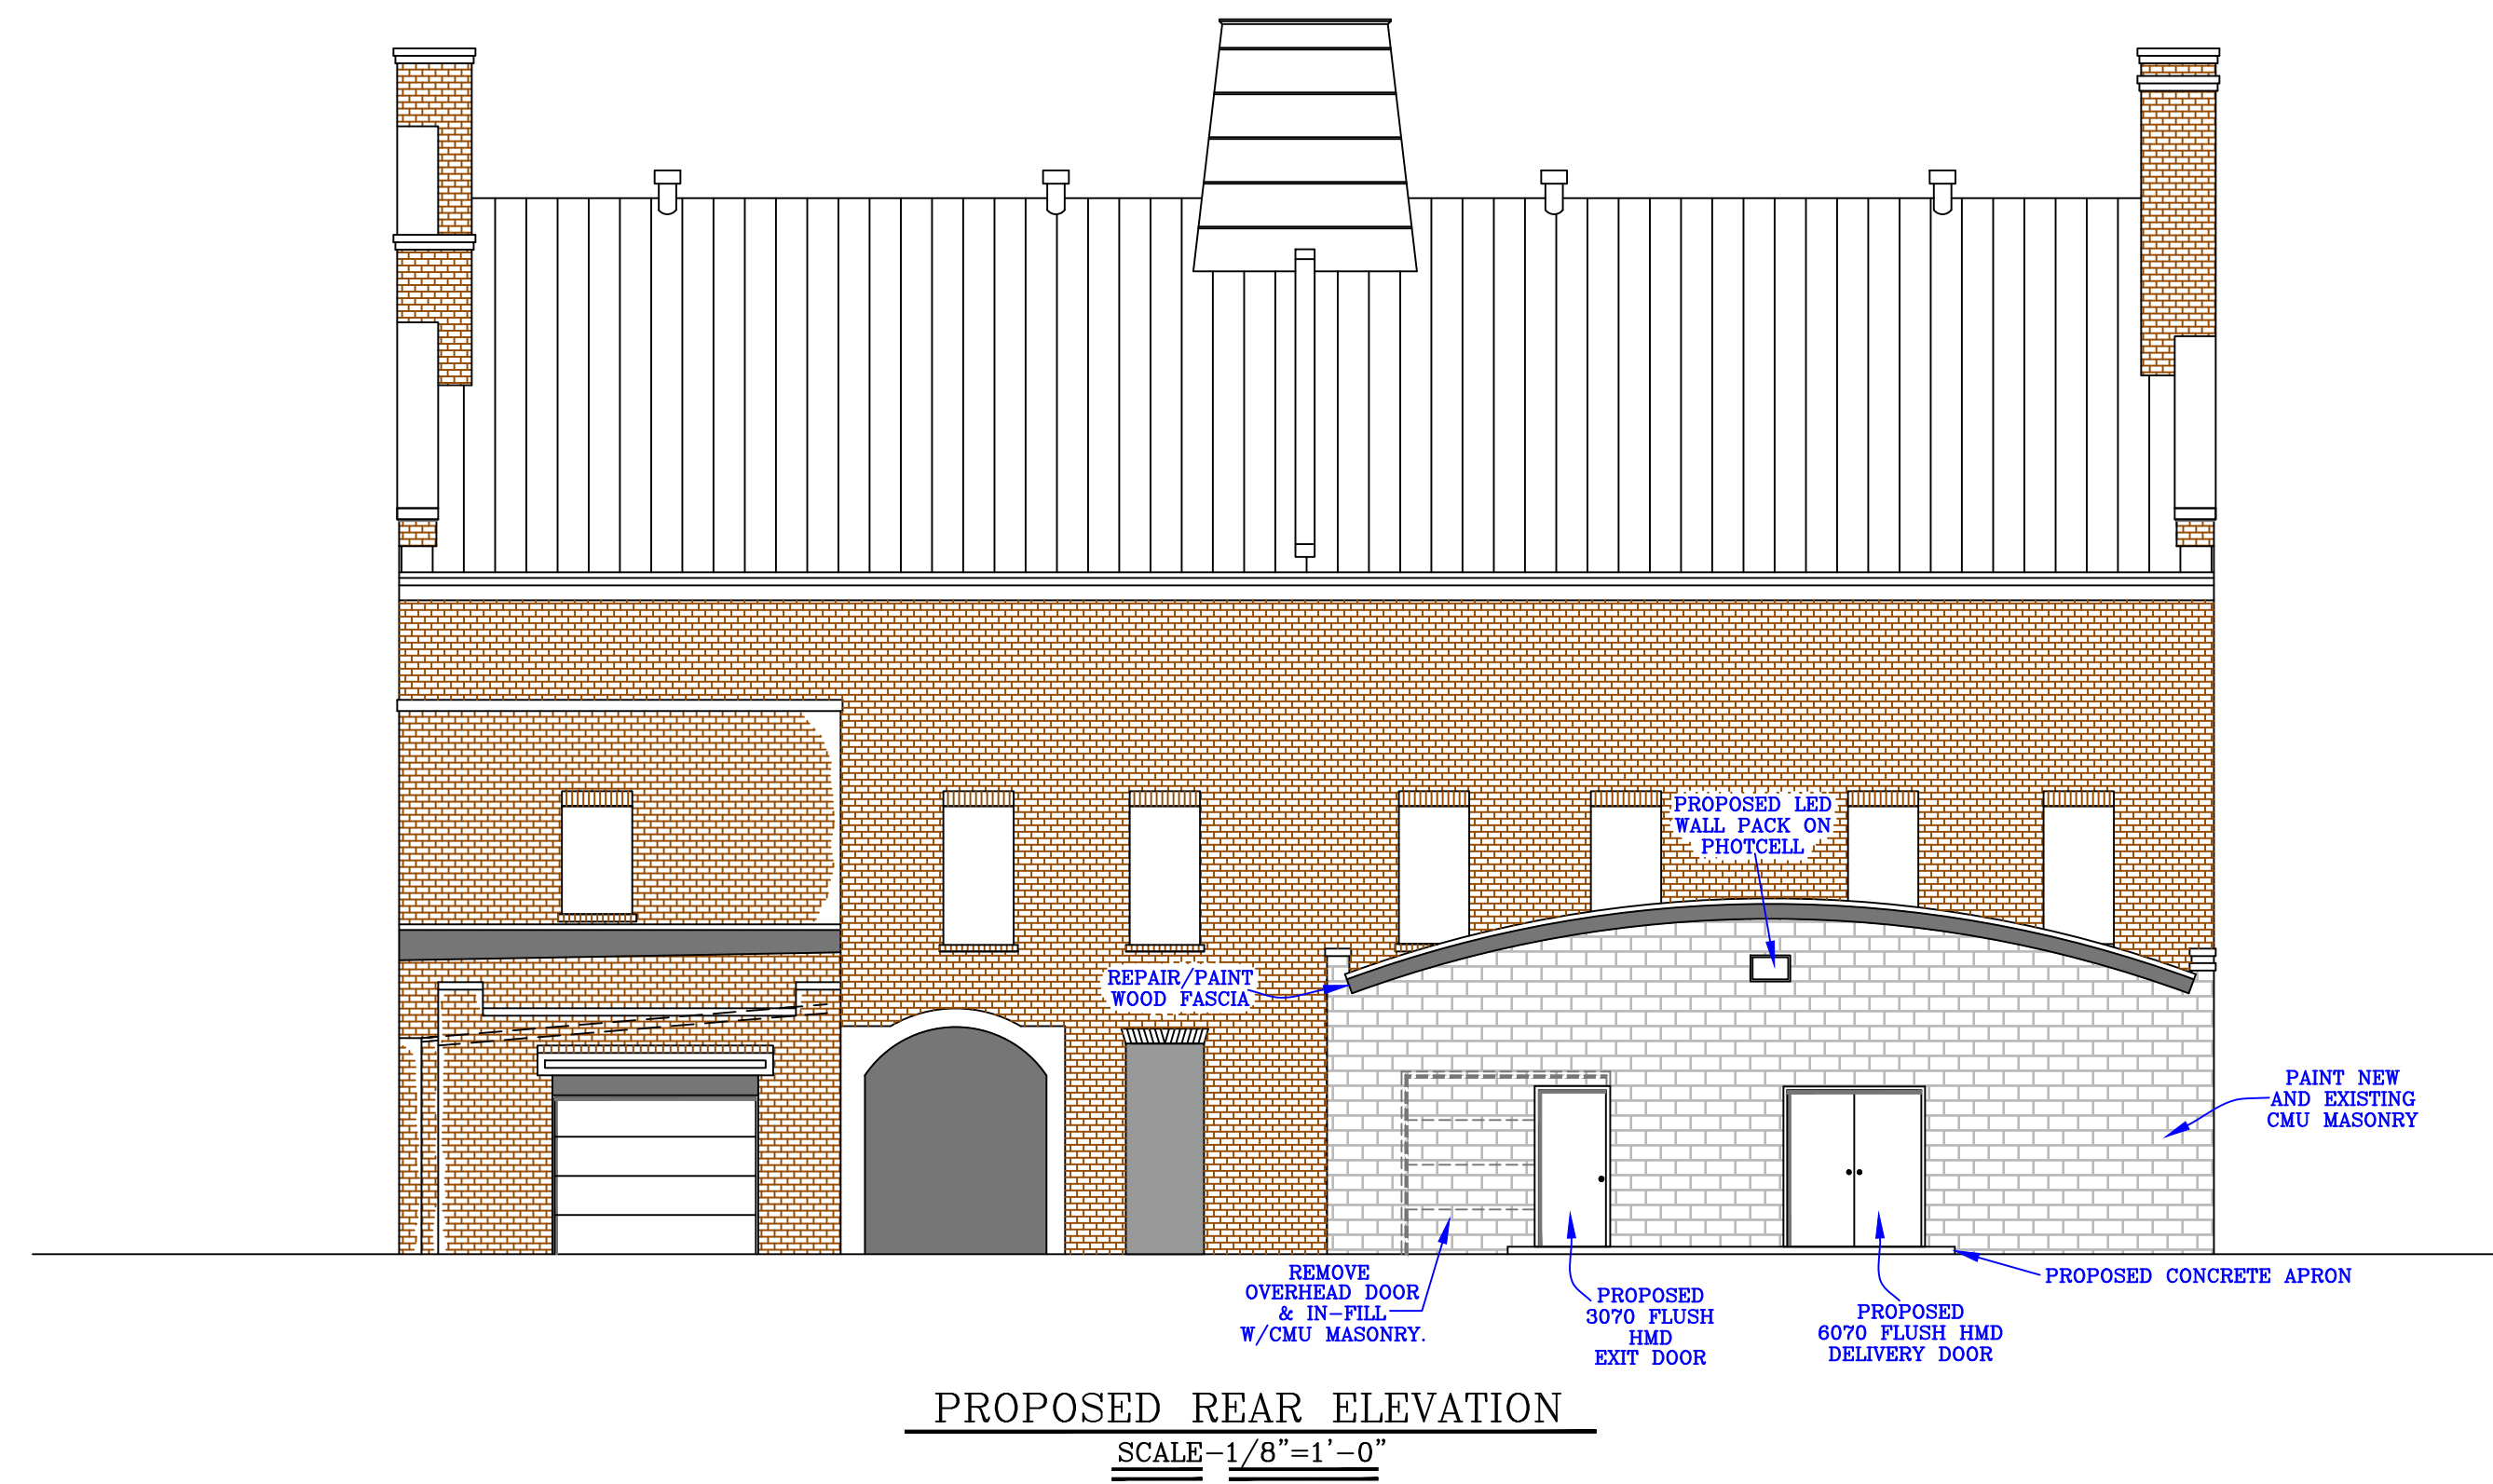 PROPOSED LED
WALL PACK ON
PHOTCELL
REPAIR/PAINT
WOOD FASCIA
PAINT NEW
AND EXISTING
CMU MASONRY
REMOVE
OVERHEAD DOOR
& IN-FILL
W/CMU MASONRY.
PROPOSED
3070 FLUSH
HMD
EXIT DOOR
PROPOSED
6070 FLUSH HMD
DELIVERY DOOR
PROPOSED CONCRETE APRON
PROPOSED REAR ELEVATION
SCALE-1/8"=1'-0"